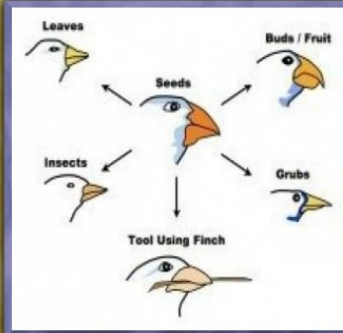 Leaves
Buds / Fruit
Seeds
Insects
Grubs
Tool Using Finch